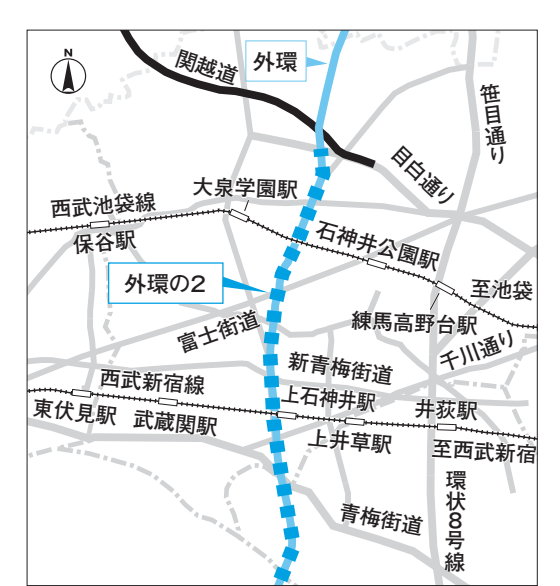 N
関越道
外環
笹目通り
目白通り
大泉学園駅
西武池袋線
保谷駅
石神井公園駅
外環の2
至池袋
練馬高野台駅
富士街道
千川通り
新青梅街道
西武新宿線
上石神井駅
井荻駅
東伏見駅
武蔵関駅
上井草駅
至西武新宿
環状8号線
青梅街道